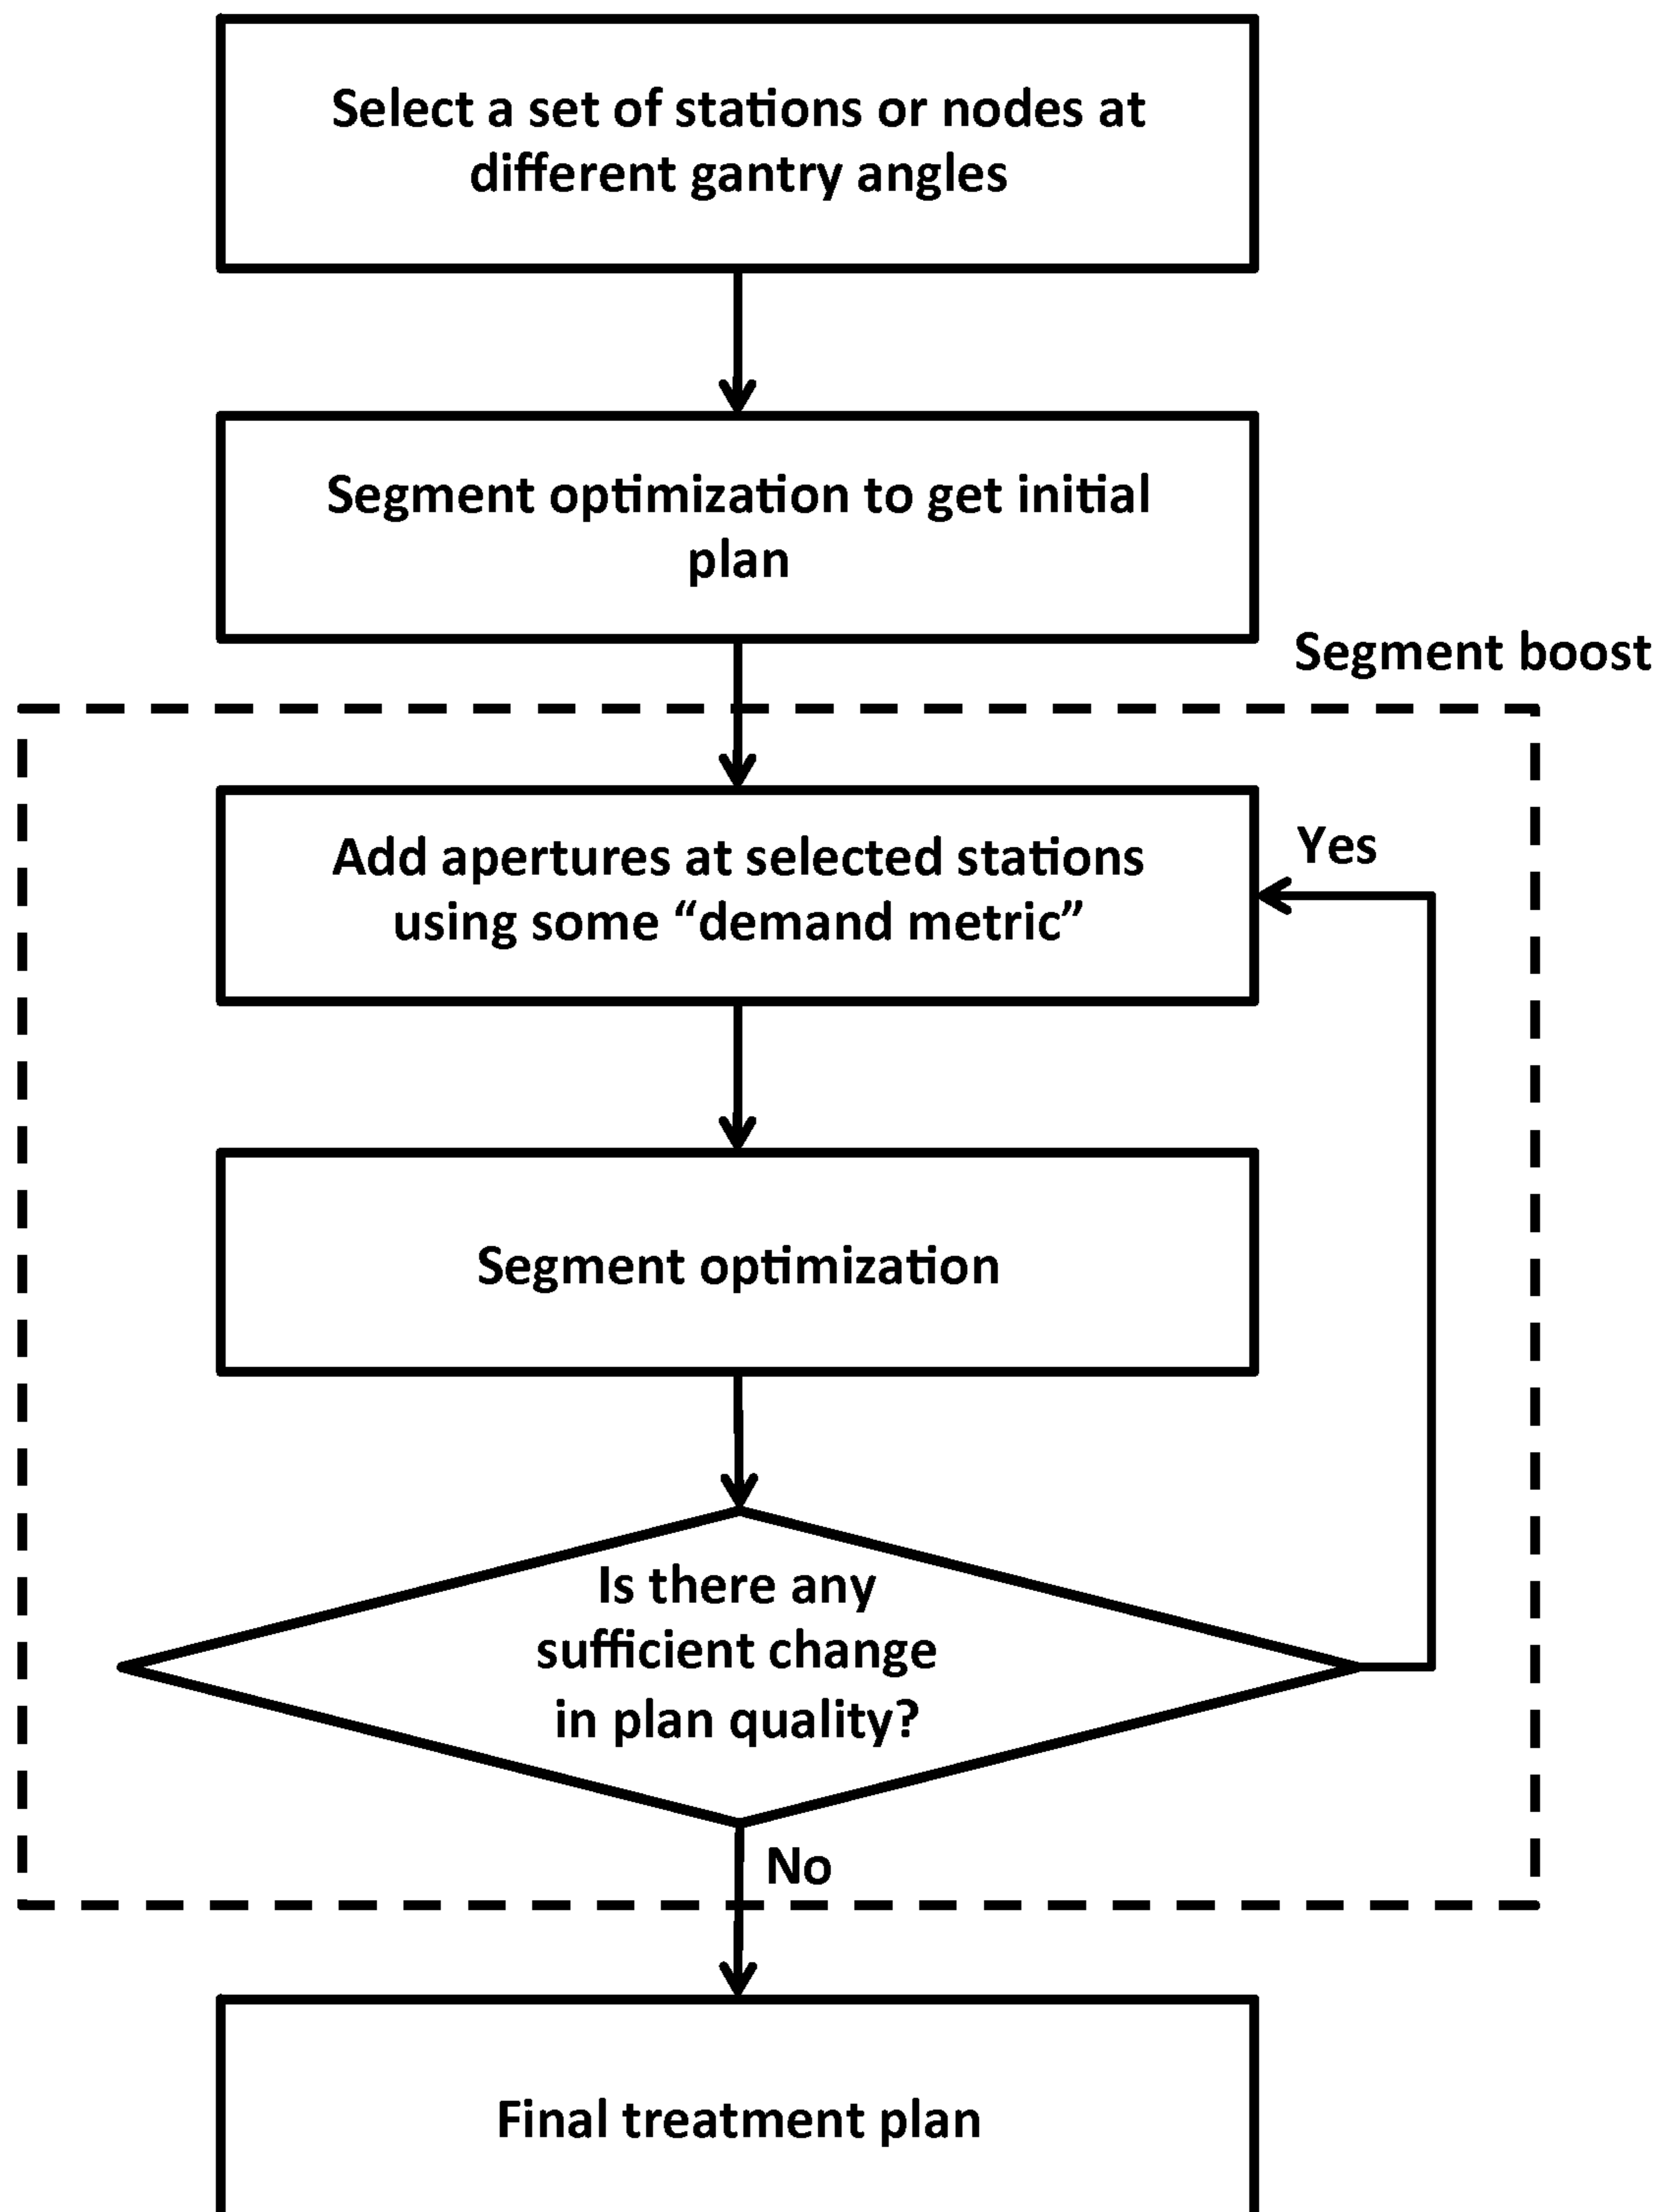 Select a set of stations or nodes at
different gantry angles
Segment optimization to get initial
plan
Segment boost
Add apertures at selected stations
using some “demand metric”
Yes
Segment optimization
Is there any
sufficient change
in plan quality?
No
Final treatment plan